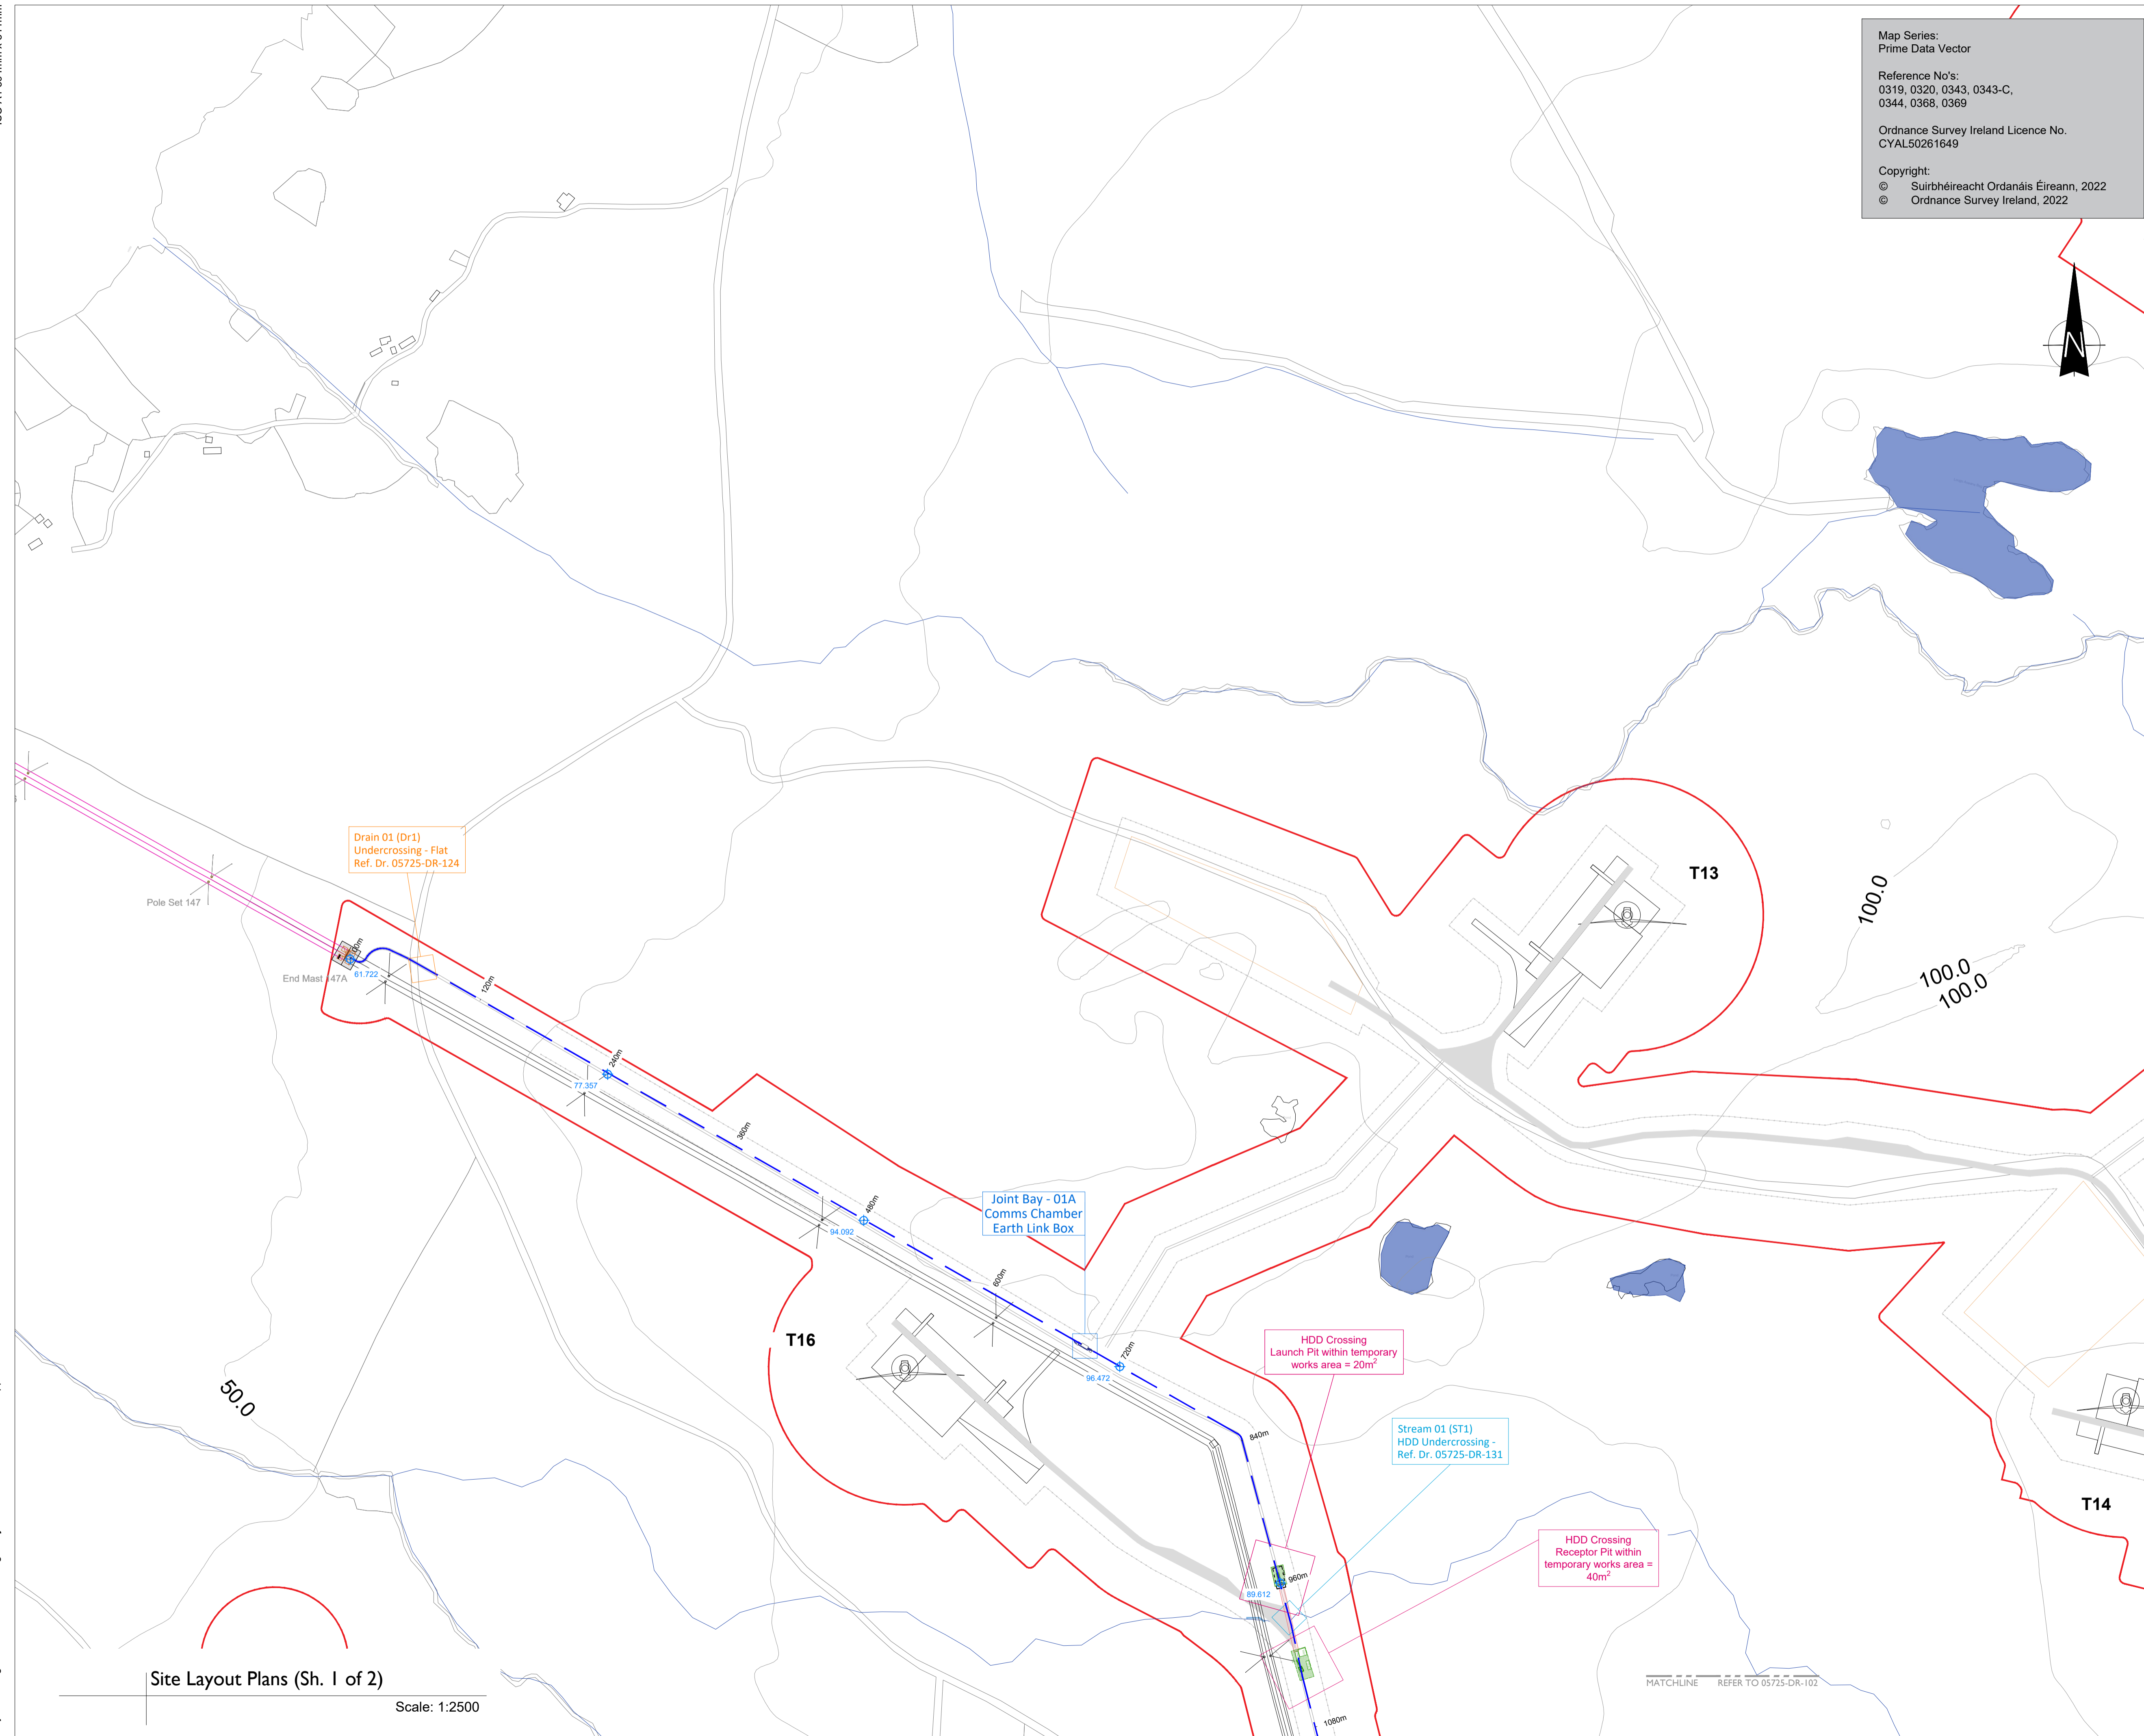 Map Series:
Prime Data Vector
Reference No's:
0319, 0320, 0343, 0343-C,
0344, 0368, 0369
Ordnance Survey Ireland Licence No.
CYAL50261649
Copyright:
© Suirbhéireacht Ordanáis Éireann, 2022
© Ordnance Survey Ireland, 2022
N
Drain 01 (Dr1)
Undercrossing - Flat
Ref. Dr. 05725-DR-124
Pole Set 147
End Mast 147A
61.722
120m
240m
77.357
360m
480m
94.092
600m
Joint Bay - 01A
Comms Chamber
Earth Link Box
720m
96.472
T13
100.0
100.0
100.0
T16
50.0
HDD Crossing
Launch Pit within temporary
works area = 20m²
840m
Stream 01 (ST1)
HDD Undercrossing -
Ref. Dr. 05725-DR-131
T14
HDD Crossing
Receptor Pit within
temporary works area =
40m²
960m
89.612
1080m
MATCHLINE REFER TO 05725-DR-102
Site Layout Plans (Sh. 1 of 2)
Scale: 1:2500